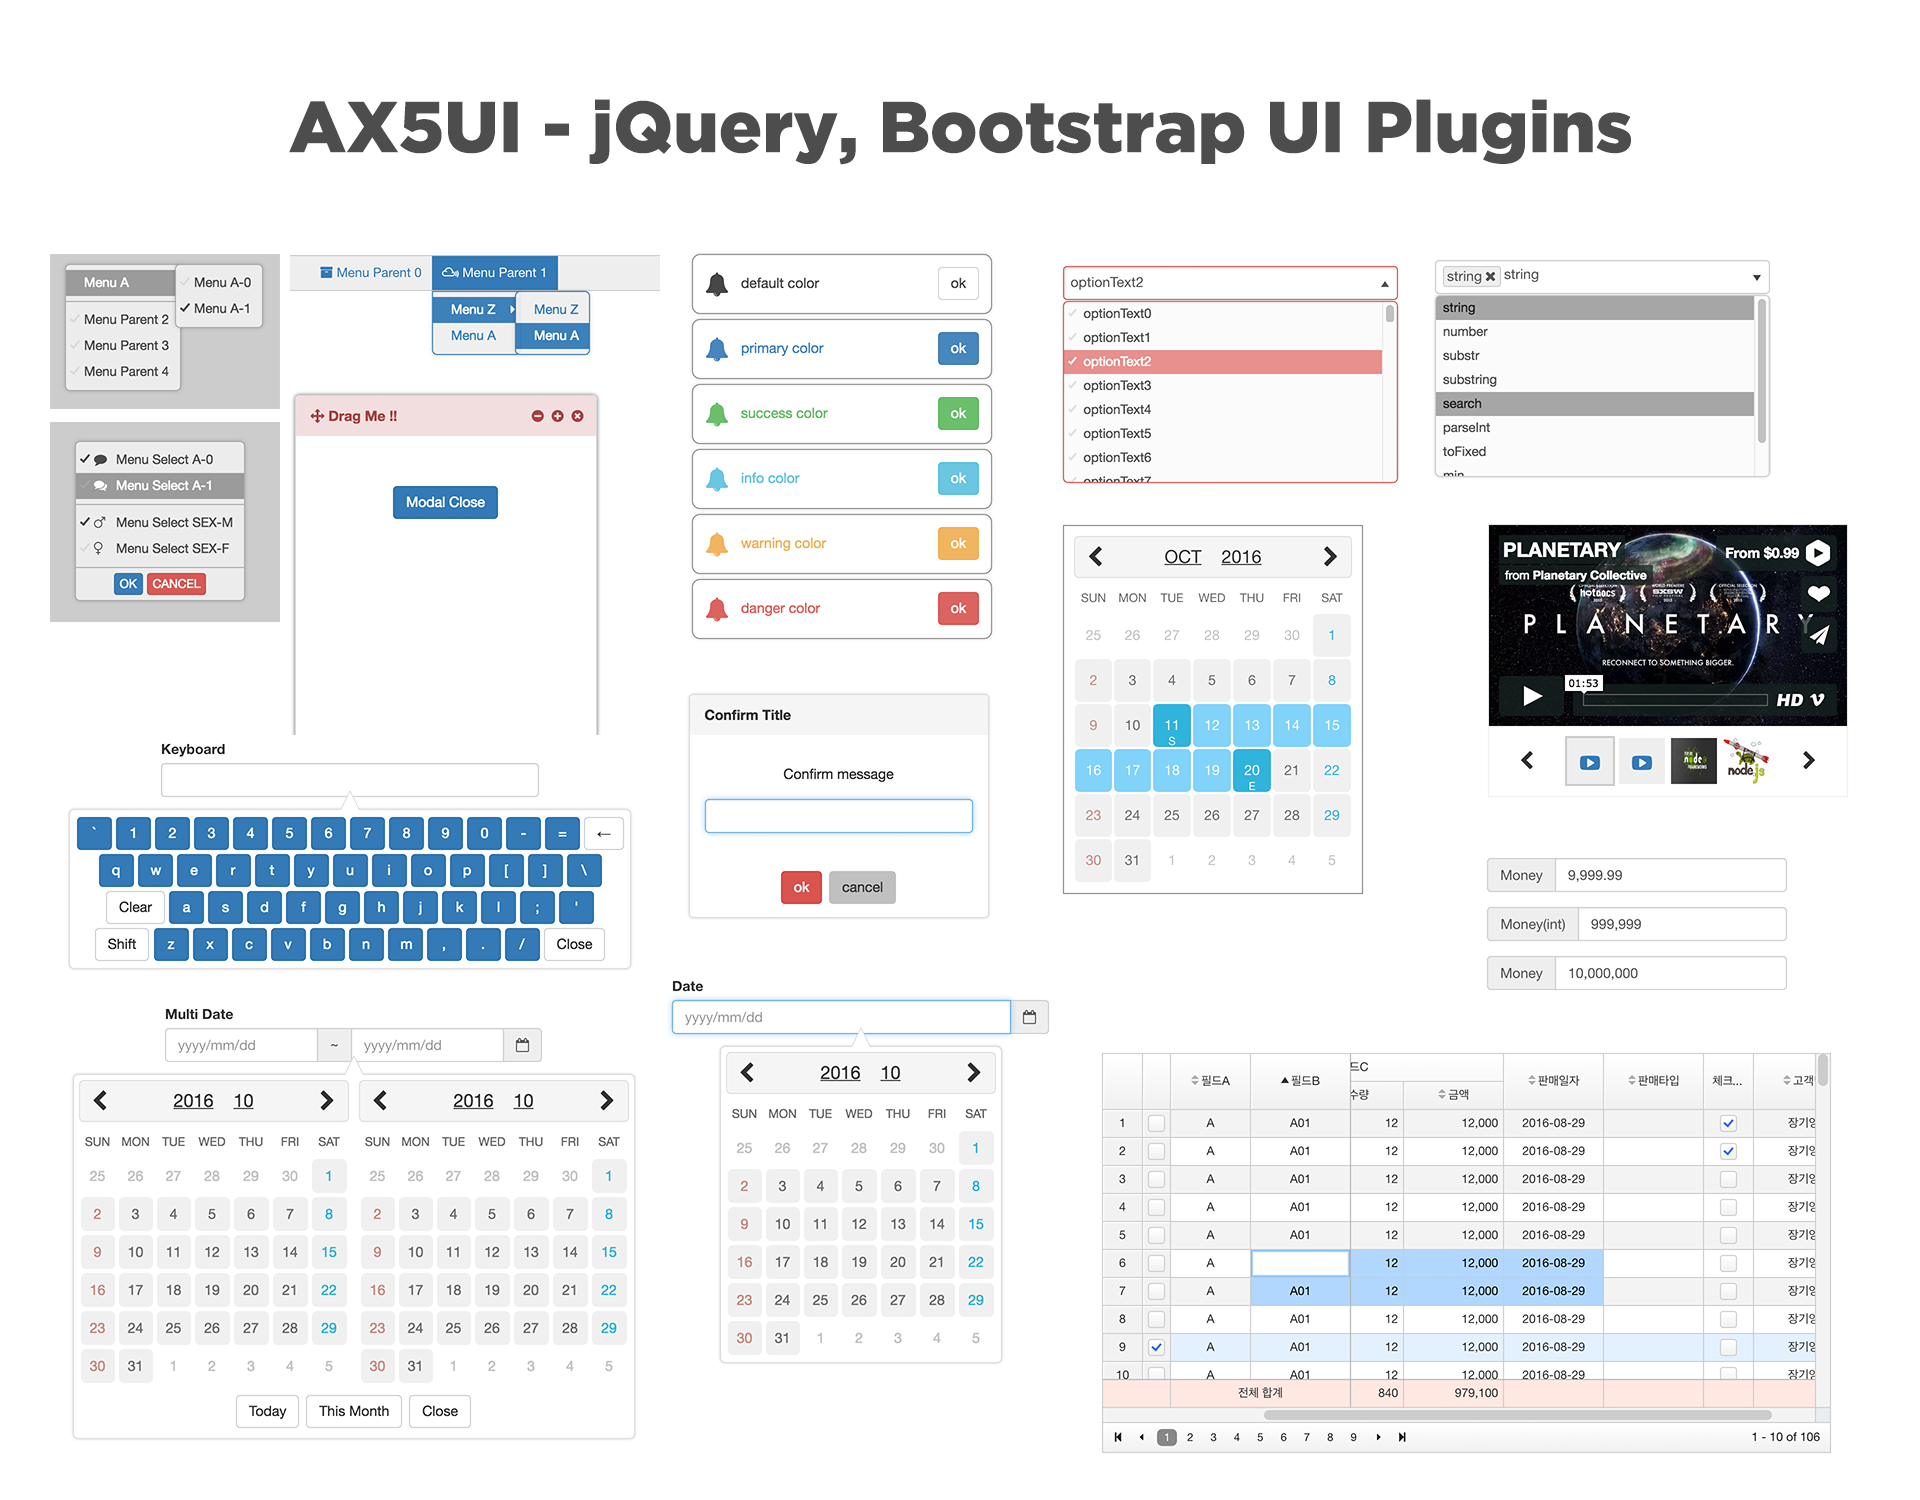 AX5UI - jQuery, Bootstrap UI Plugins
Menu A
Menu Parent 2
Menu Parent 3
Menu Parent 4
Menu A-0
Menu A-1
Menu Parent 0 Menu Parent 1
Menu Z Menu Z
Menu A Menu A
Menu Select A-0
Menu Select A-1
Menu Select SEX-M
Menu Select SEX-F
OK CANCEL
Drag Me !!
Modal Close
default color ok
primary color ok
success color ok
info color ok
warning color ok
danger color ok
optionText2
optionText0
optionText1
optionText2
optionText3
optionText4
optionText5
optionText6
optionText7
string string
string
number
substr
substring
search
parseInt
toFixed
min
Keyboard
` 1 2 3 4 5 6 7 8 9 0 - = ←
q w e r t y u i o p [ ] \
Clear a s d f g h j k l ; '
Shift z x c v b n m , . / Close
Confirm Title
Confirm message
ok cancel
OCT 2016
SUN MON TUE WED THU FRI SAT
25 26 27 28 29 30 1
2 3 4 5 6 7 8
9 10 11 12 13 14 15
S
16 17 18 19 20 21 22
E
23 24 25 26 27 28 29
30 31 1 2 3 4 5
PLANETARY From $0.99
from Planetary Collective
hotdocs SXSW
PLANETARY
RECONNECT TO SOMETHING BIGGER.
01:53
HD
node node.js
Money 9,999.99
Money(int) 999,999
Money 10,000,000
Multi Date
yyyy/mm/dd ~ yyyy/mm/dd
2016 10 2016 10
SUN MON TUE WED THU FRI SAT SUN MON TUE WED THU FRI SAT
25 26 27 28 29 30 1 25 26 27 28 29 30 1
2 3 4 5 6 7 8 2 3 4 5 6 7 8
9 10 11 12 13 14 15 9 10 11 12 13 14 15
16 17 18 19 20 21 22 16 17 18 19 20 21 22
23 24 25 26 27 28 29 23 24 25 26 27 28 29
30 31 1 2 3 4 5 30 31 1 2 3 4 5
Today This Month Close
Date
yyyy/mm/dd
2016 10
SUN MON TUE WED THU FRI SAT
25 26 27 28 29 30 1
2 3 4 5 6 7 8
9 10 11 12 13 14 15
16 17 18 19 20 21 22
23 24 25 26 27 28 29
30 31 1 2 3 4 5
드C
필드A 필드B 수량 금액 판매일자 판매타입 체크... 고객
1 A A01 12 12,000 2016-08-29 장기영
2 A A01 12 12,000 2016-08-29 장기영
3 A A01 12 12,000 2016-08-29 장기영
4 A A01 12 12,000 2016-08-29 장기영
5 A A01 12 12,000 2016-08-29 장기영
6 A 12 12,000 2016-08-29 장기영
7 A A01 12 12,000 2016-08-29 장기영
8 A A01 12 12,000 2016-08-29 장기영
9 A A01 12 12,000 2016-08-29 장기영
10 A A01 12 12,000 2016-08-29 장기영
전체 합계 840 979,100
1 2 3 4 5 6 7 8 9 1 - 10 of 106